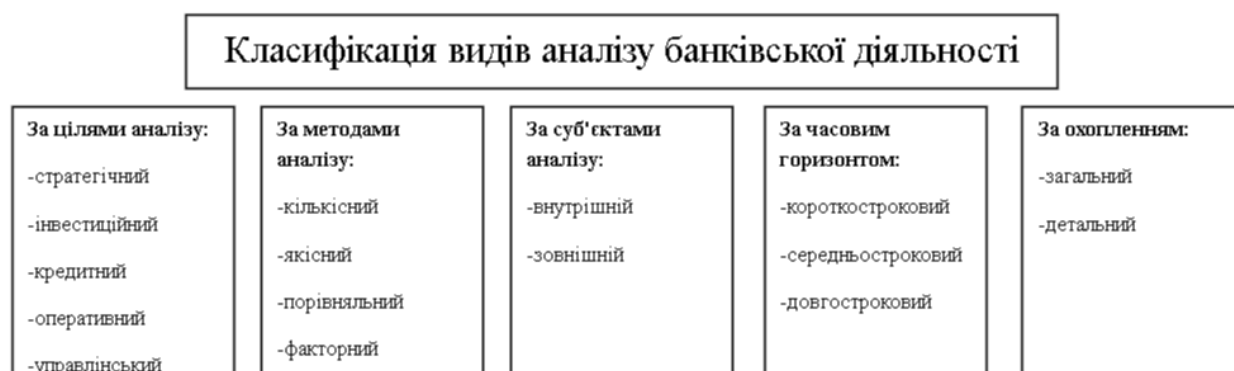 Класифікація видів аналізу банківської діяльності
За цілями аналізу:
-стратегічний
-інвестиційний
-кредитний
-оперативний
-управлінський
За методами
аналізу:
-кількісний
-якісний
-порівняльний
-факторний
За суб'єктами
аналізу:
-внутрішній
-зовнішній
За часовим
горизонтом:
-короткостроковий
-середньостроковий
-довгостроковий
За охопленням:
-загальний
-детальний